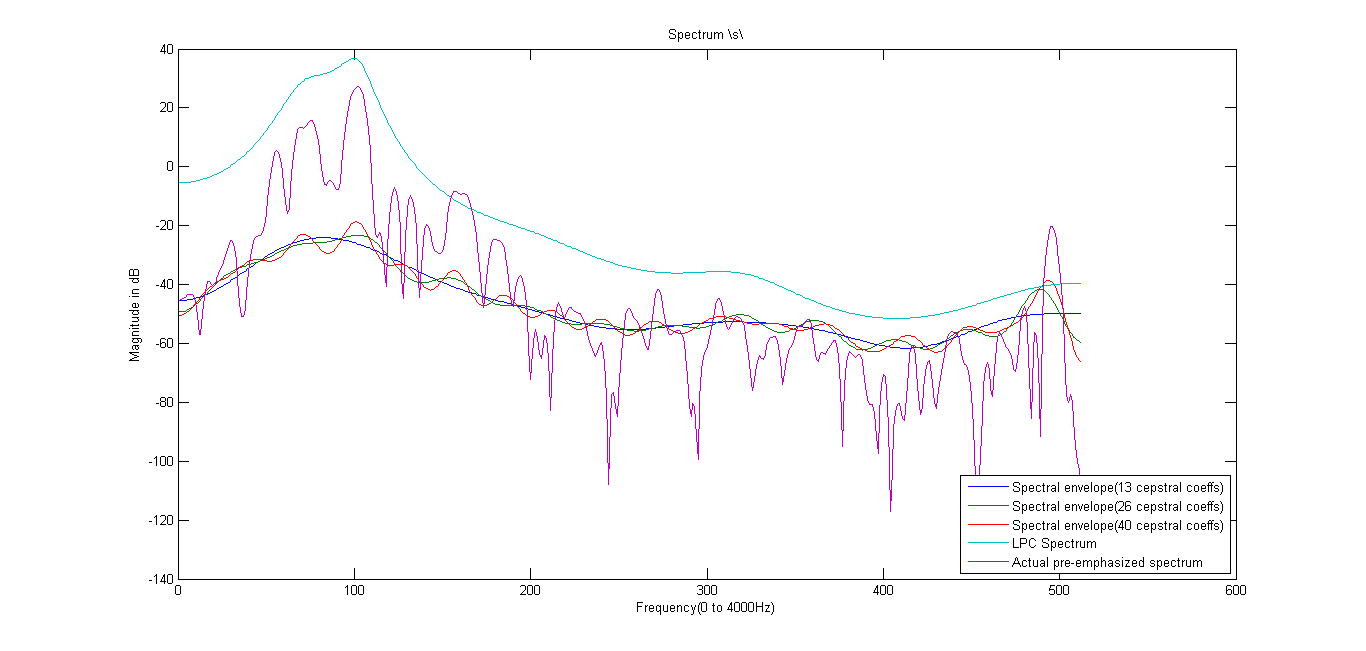 Spectrum \s\
40
20
0
-20
-40
-60
-80
-100
-120
-140
Magnitude in dB
0
100
200
300
400
500
600
Frequency(0 to 4000Hz)
Spectral envelope(13 cepstral coeffs)
Spectral envelope(26 cepstral coeffs)
Spectral envelope(40 cepstral coeffs)
LPC Spectrum
Actual pre-emphasized spectrum